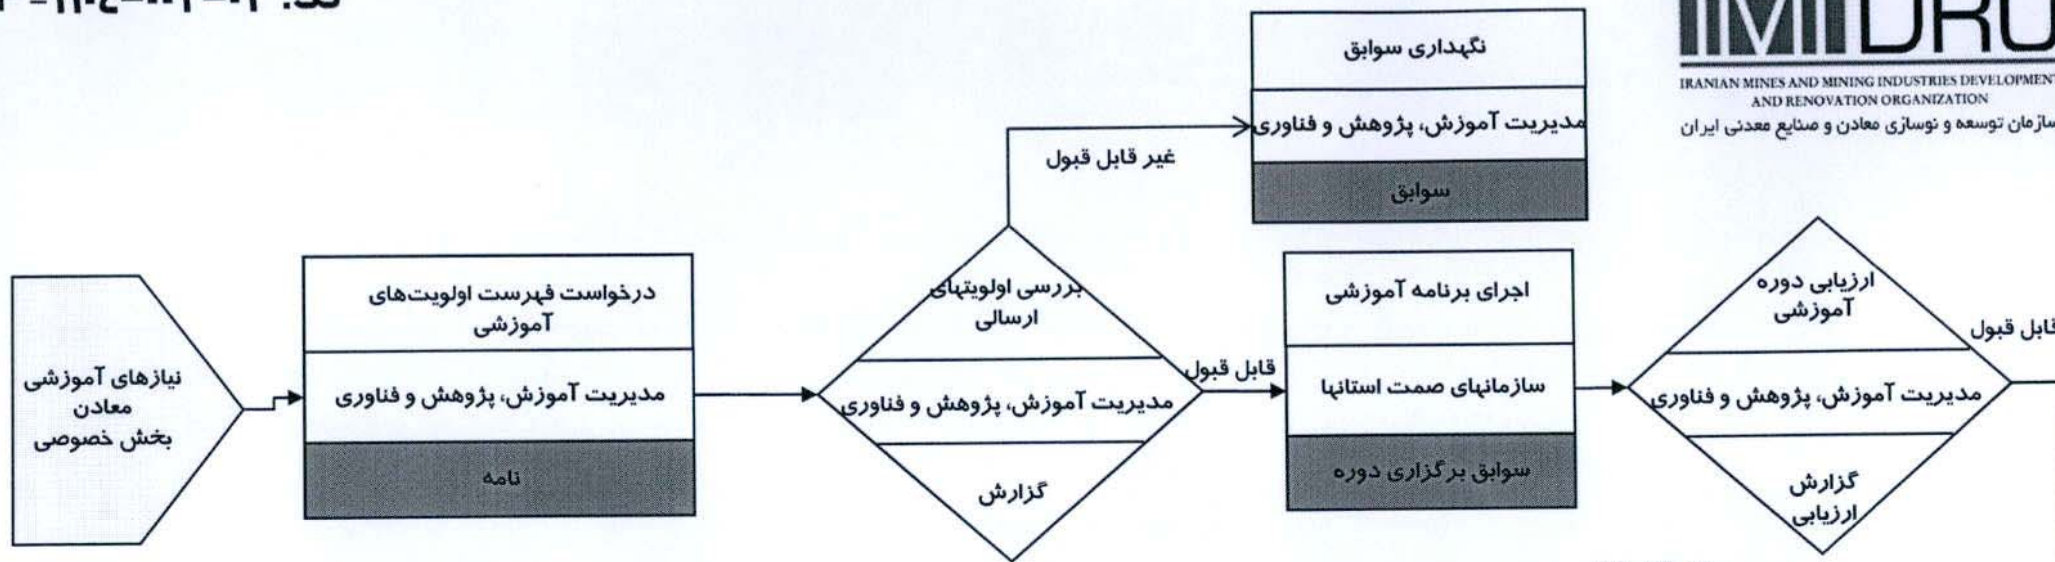 IMIDRO
IRANIAN MINES AND MINING INDUSTRIES DEVELOPMENT
AND RENOVATION ORGANIZATION
سازمان توسعه و نوسازی معادن و صنایع معدنی ایران
نیازهای آموزشی
معادن
بخش خصوصی
درخواست فهرست اولویت‌های
آموزشی
مدیریت آموزش، پژوهش و فناوری
نامه
بررسی اولویتهای
ارسالی
مدیریت آموزش، پژوهش و فناوری
گزارش
غیر قابل قبول
نگهداری سوابق
مدیریت آموزش، پژوهش و فناوری
سوابق
قابل قبول
اجرای برنامه آموزشی
سازمانهای صمت استانها
سوابق برگزاری دوره
ارزیابی دوره
آموزشی
مدیریت آموزش، پژوهش و فناوری
گزارش
ارزیابی
قابل قبول